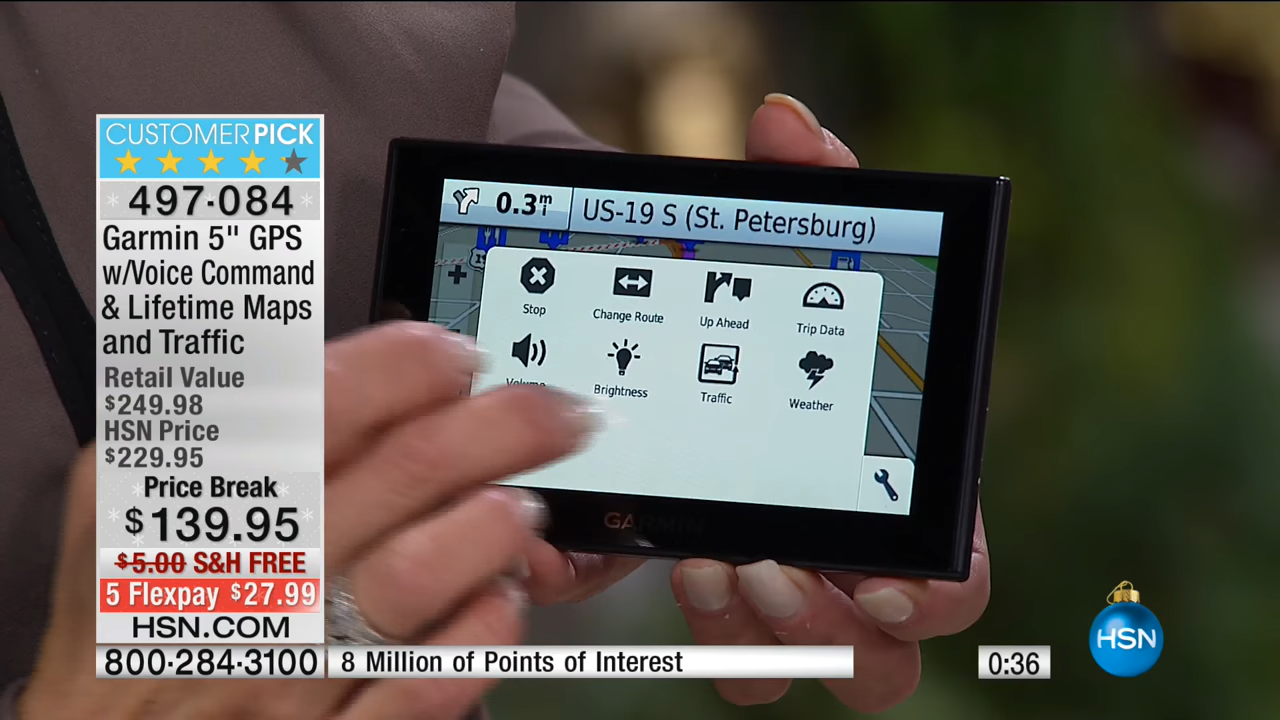 CUSTOMER PICK
497·084
Garmin 5" GPS
w/Voice Command
& Lifetime Maps
and Traffic
Retail Value
$249.98
HSN Price
$229.95
Price Break
$139.95
$5.00 S&H FREE
5 Flexpay $27.99
HSN.COM
800·284·3100
8 Million of Points of Interest
0:36
HSN
0.3 mi
US-19 S (St. Petersburg)
Stop
Change Route
Up Ahead
Trip Data
Volume
Brightness
Traffic
Weather
GARMIN